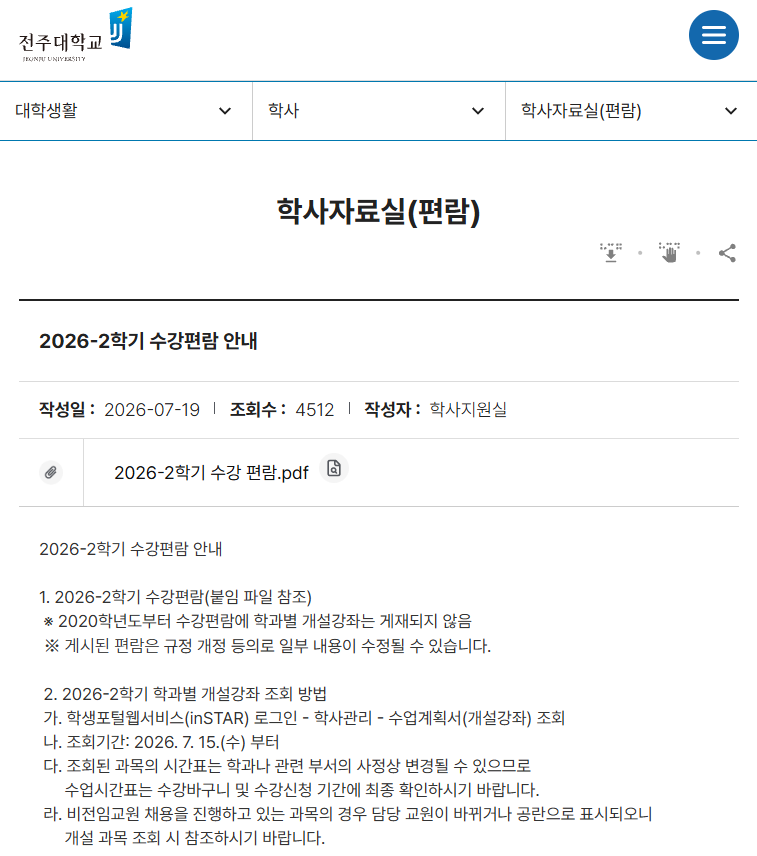 전주대학교
JEONJU UNIVERSITY
대학생활
학사
학사자료실(편람)
학사자료실(편람)
2026-2학기 수강편람 안내
작성일 : 2026-07-19 조회수 : 4512 작성자 : 학사지원실
2026-2학기 수강 편람.pdf
2026-2학기 수강편람 안내
1. 2026-2학기 수강편람(붙임 파일 참조)
※ 2020학년도부터 수강편람에 학과별 개설강좌는 게재되지 않음
※ 게시된 편람은 규정 개정 등의로 일부 내용이 수정될 수 있습니다.
2. 2026-2학기 학과별 개설강좌 조회 방법
가. 학생포털웹서비스(inSTAR) 로그인 - 학사관리 - 수업계획서(개설강좌) 조회
나. 조회기간: 2026. 7. 15.(수) 부터
다. 조회된 과목의 시간표는 학과나 관련 부서의 사정상 변경될 수 있으므로
수업시간표는 수강바구니 및 수강신청 기간에 최종 확인하시기 바랍니다.
라. 비전임교원 채용을 진행하고 있는 과목의 경우 담당 교원이 바뀌거나 공란으로 표시되오니
개설 과목 조회 시 참조하시기 바랍니다.